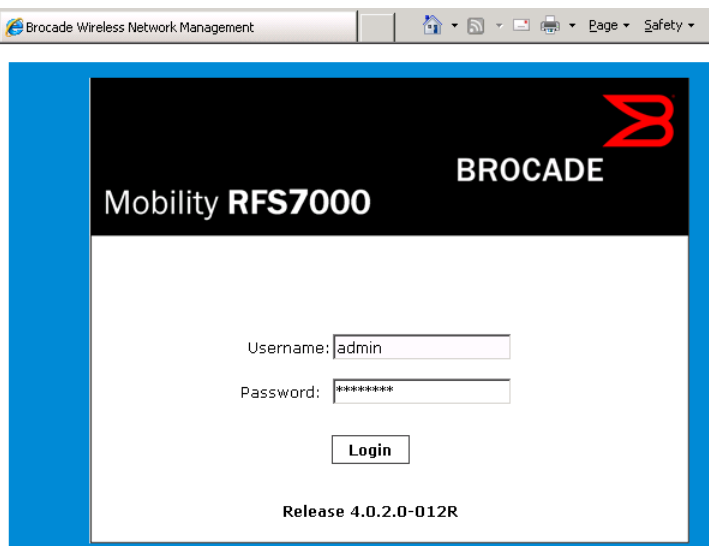 Brocade Wireless Network Management
Page
Safety
BROCADE
Mobility RFS7000
Username: admin
Password: ********
Login
Release 4.0.2.0-012R